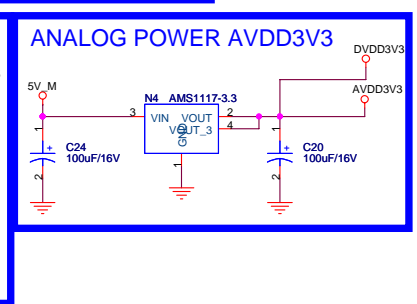 ANALOG POWER AVDD3V3
DVDD3V3
5V_M
AVDD3V3
N4 AMS1117-3.3
3 VIN VOUT 2
VOUT_3 4
GND
1
1
1
+ C24
100uF/16V
+ C20
100uF/16V
2
2